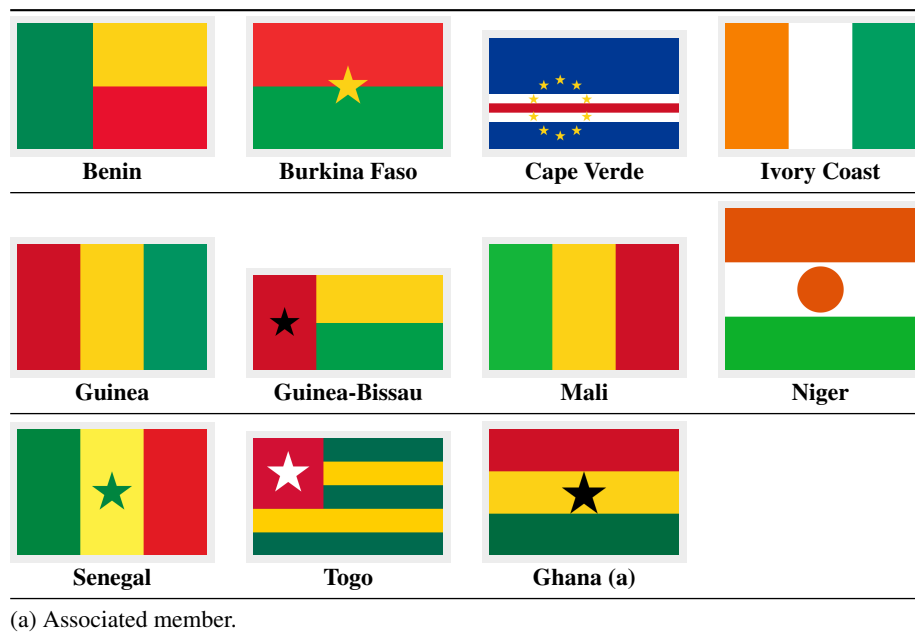 Benin Burkina Faso Cape Verde Ivory Coast
Guinea Guinea-Bissau Mali Niger
Senegal Togo Ghana (a)
(a) Associated member.